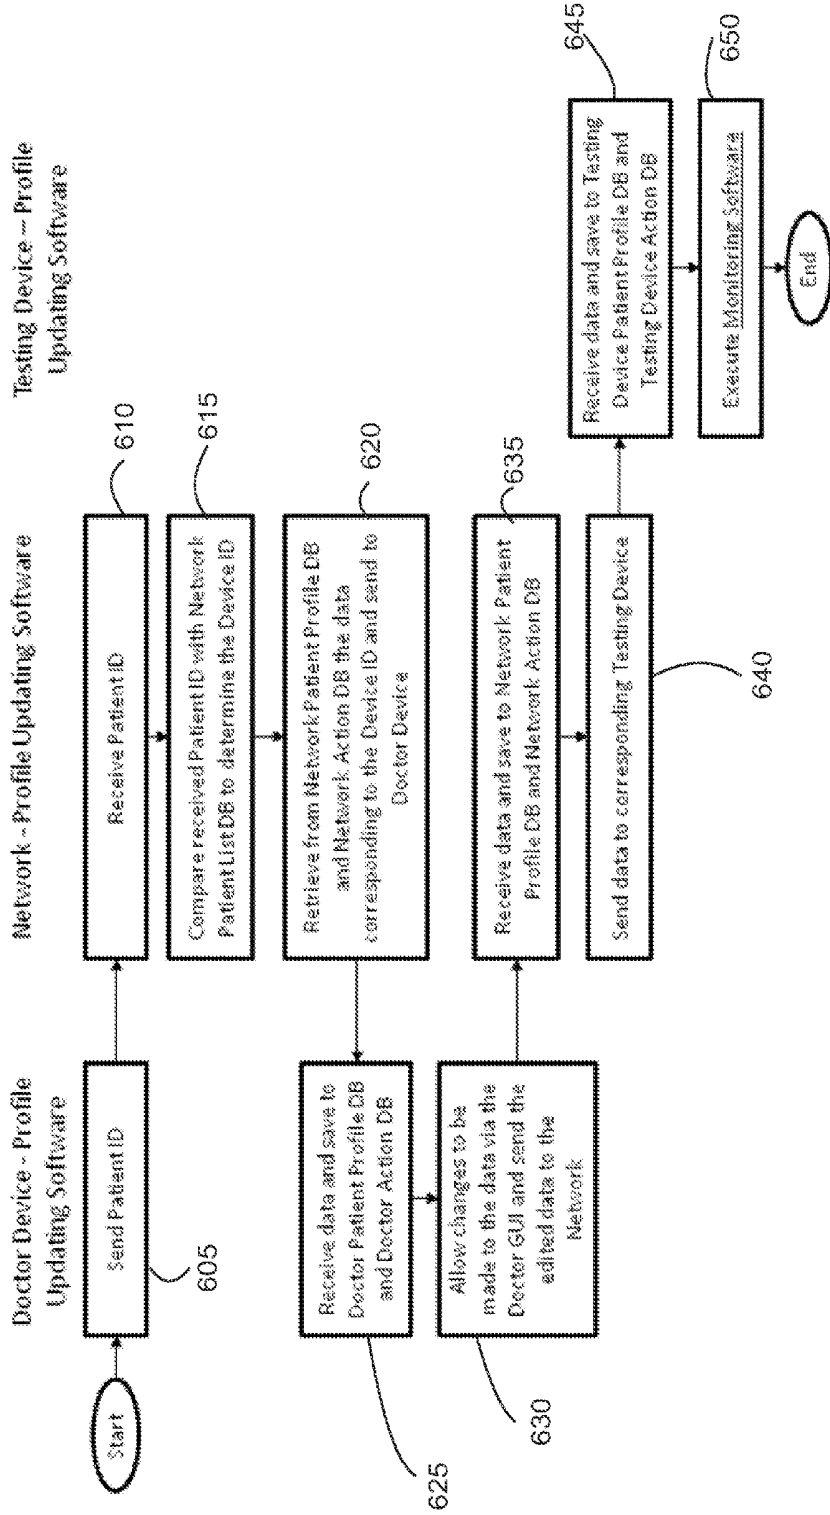 Doctor Device - Profile
Updating Software
Network - Profile Updating Software
Testing Device – Profile
Updating Software
Start
Send Patient ID
605
Receive Patient ID
610
Compare received Patient ID with Network
Patient List DB to determine the Device ID
615
Retrieve from Network Patient Profile DB
and Network Action DB the data
corresponding to the Device ID and send to
Doctor Device
620
Receive data and save to
Doctor Patient Profile DB
and Doctor Action DB
625
Allow changes to be
made to the data via the
Doctor GUI and send the
edited data to the
Network
630
Receive data and save to Network Patient
Profile DB and Network Action DB
635
Send data to corresponding Testing Device
640
Receive data and save to Testing
Device Patient Profile DB and
Testing Device Action DB
645
Execute Monitoring Software
650
End